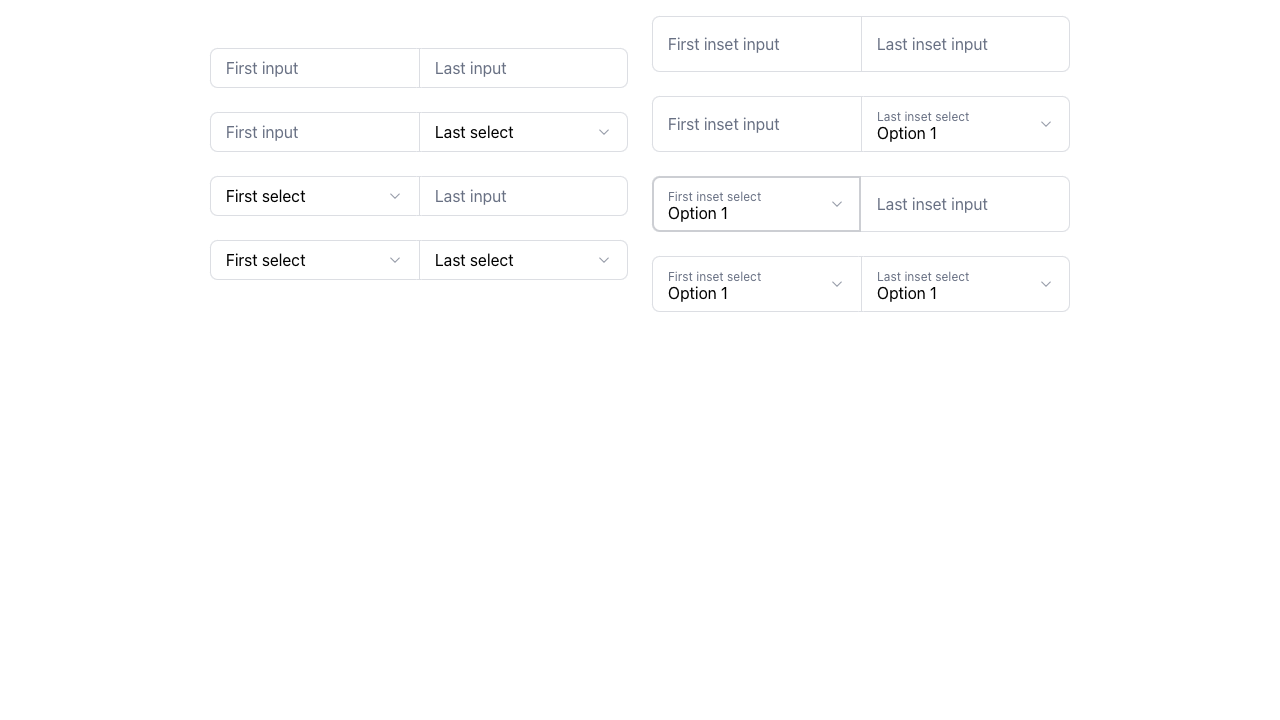 First input
Last input
First input
Last select
First select
Last input
First select
Last select
First inset input
Last inset input
First inset input
Last inset select
Option 1
First inset select
Option 1
Last inset input
First inset select
Option 1
Last inset select
Option 1